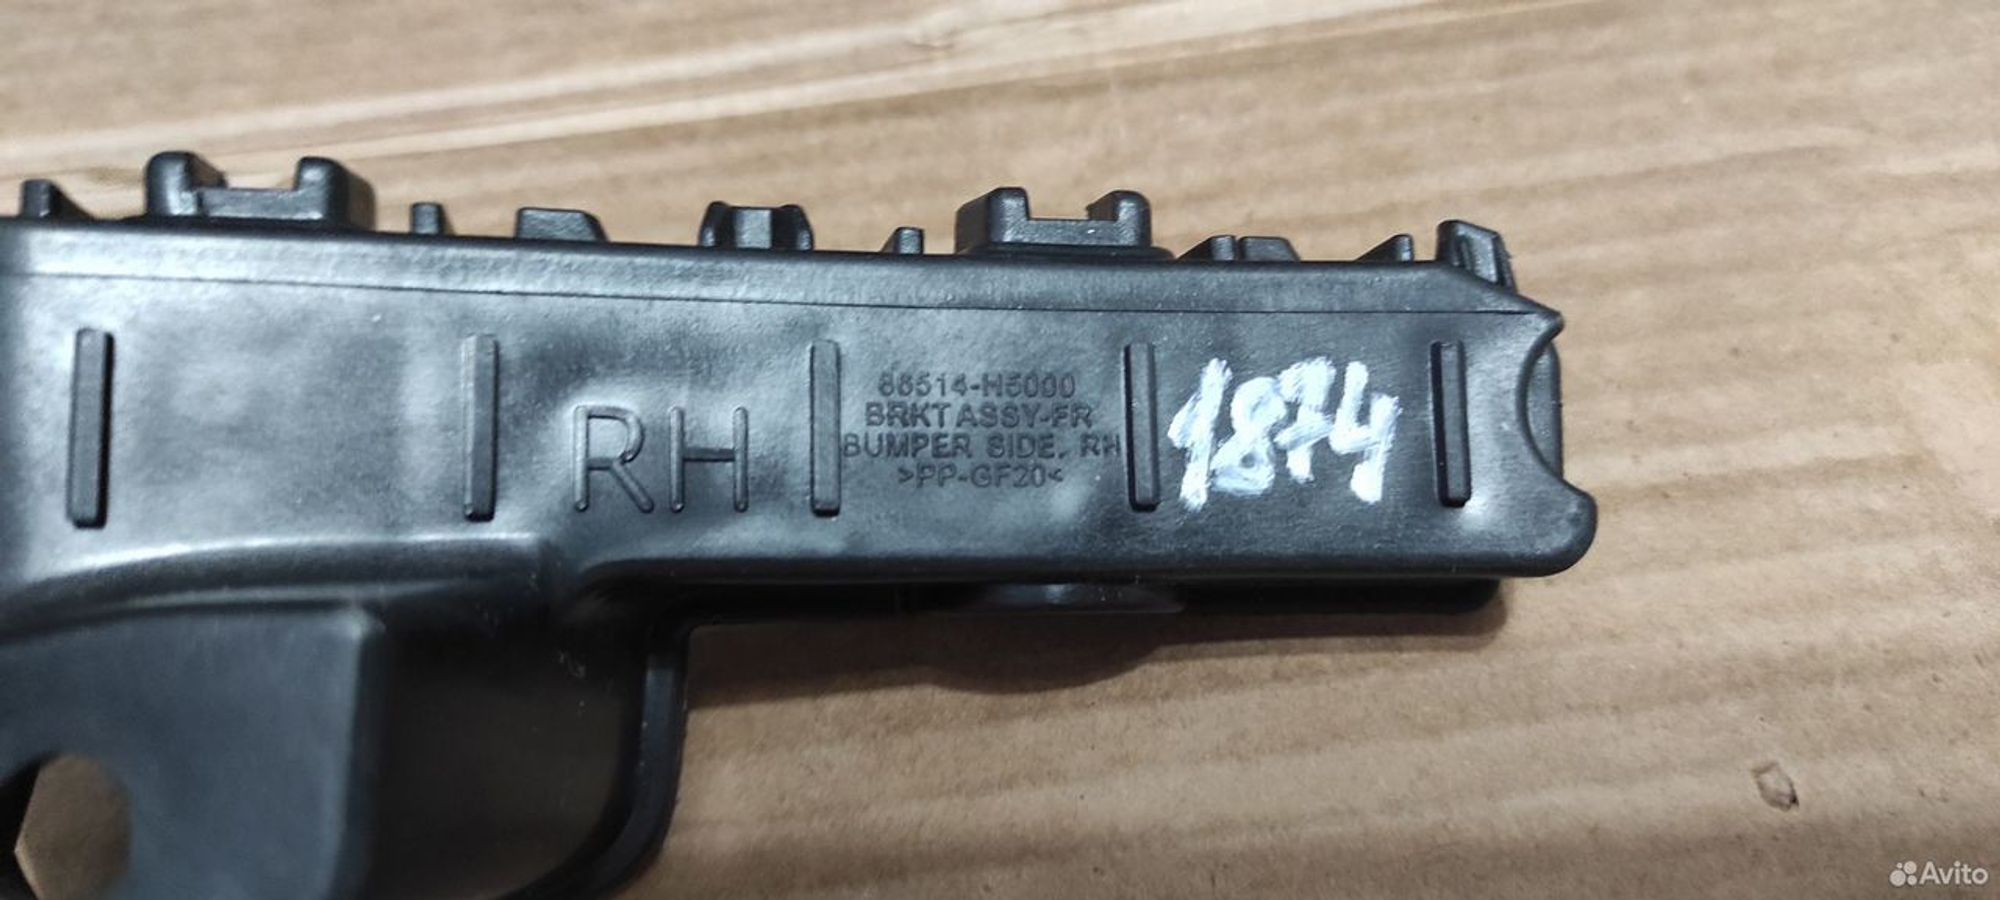 RH
86514-H5000
BRKT ASSY-FR
BUMPER SIDE, RH
>PP-GF20<
1874
Avito